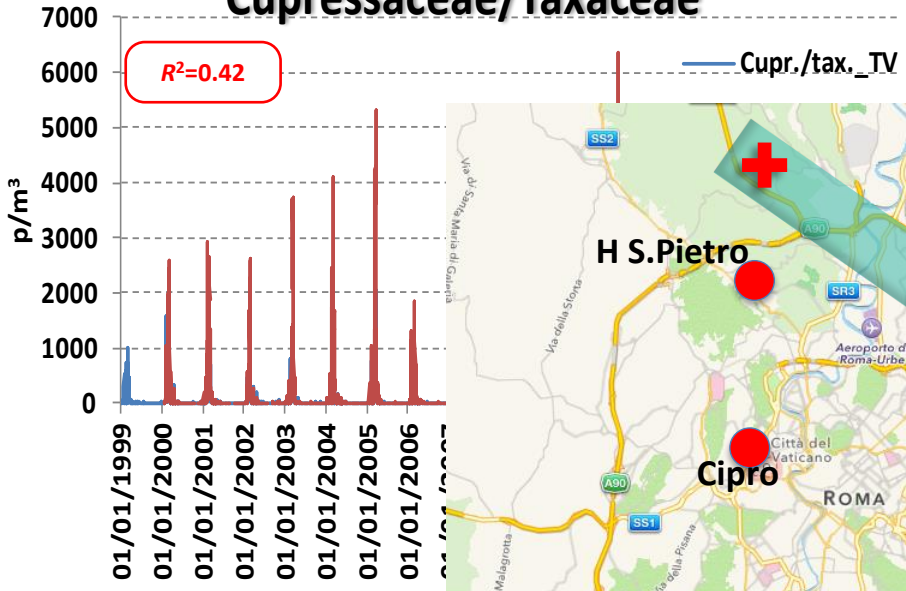 Cupressaceae/Taxaceae
7000
6000
5000
4000
3000
2000
1000
0
p/m³
R²=0.42
Cupr./tax._TV
01/01/1999
01/01/2000
01/01/2001
01/01/2002
01/01/2003
01/01/2004
01/01/2005
01/01/2006
SS2
Via di Santa Maria di Galeria
Via della Storta
H S.Pietro
A90
SR3
Aeroporto d
Roma-Urbe
Città del
Vaticano
Cipro
ROMA
A90
SS1
Malagrotta
Via della Pisana